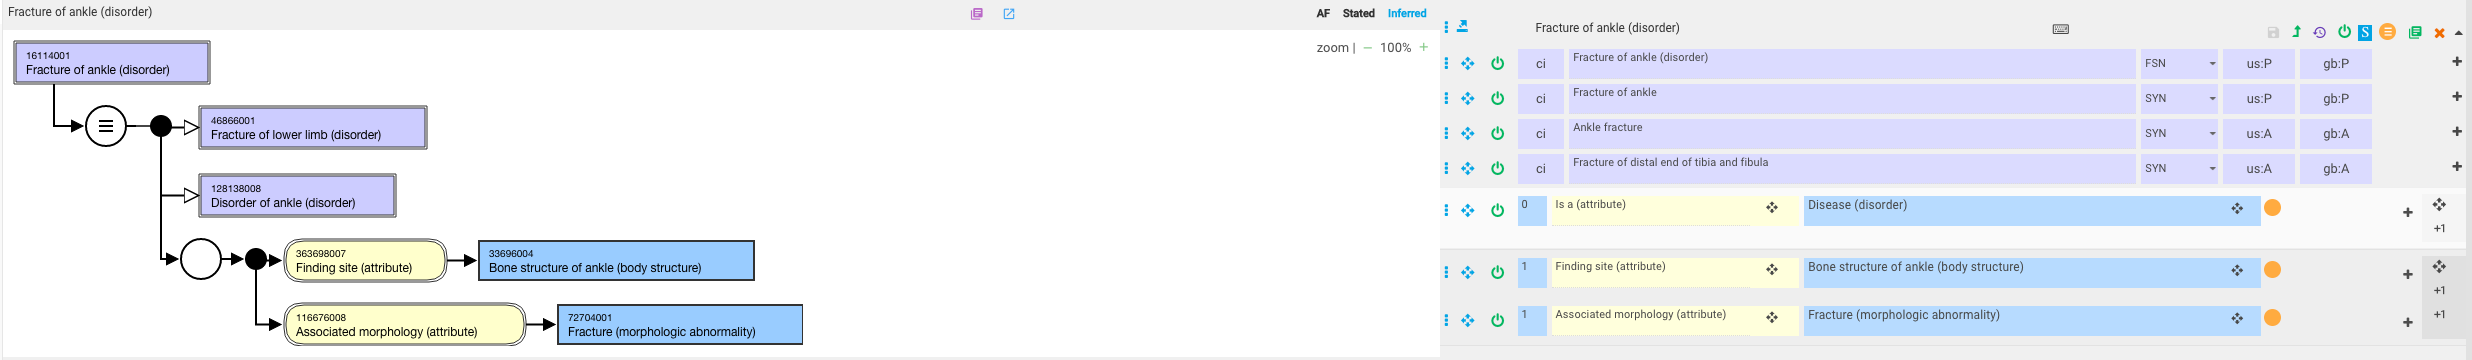 Fracture of ankle (disorder)
AF Stated Inferred
zoom | − 100% +
16114001
Fracture of ankle (disorder)
46866001
Fracture of lower limb (disorder)
128138008
Disorder of ankle (disorder)
363698007
Finding site (attribute)
33696004
Bone structure of ankle (body structure)
116676008
Associated morphology (attribute)
72704001
Fracture (morphologic abnormality)
Fracture of ankle (disorder)
S
ci Fracture of ankle (disorder) FSN us:P gb:P
ci Fracture of ankle SYN us:P gb:P
ci Ankle fracture SYN us:A gb:A
ci Fracture of distal end of tibia and fibula SYN us:A gb:A
0 Is a (attribute) Disease (disorder)
+1
1 Finding site (attribute) Bone structure of ankle (body structure)
+1
1 Associated morphology (attribute) Fracture (morphologic abnormality)
+1